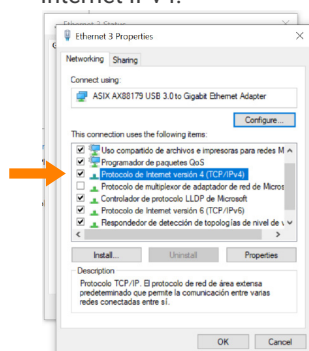 Internet IPv4.
Ethernet 2 Status
Ethernet 3 Properties
Networking Sharing
Connect using:
ASIX AX88179 USB 3.0 to Gigabit Ethernet Adapter
Configure...
This connection uses the following items:
Uso compartido de archivos e impresoras para redes M
Programador de paquetes QoS
Protocolo de Internet versión 4 (TCP/IPv4)
Protocolo de multiplexor de adaptador de red de Micros
Controlador de protocolo LLDP de Microsoft
Protocolo de Internet versión 6 (TCP/IPv6)
Respondedor de detección de topologías de nivel de v
Install... Uninstall Properties
Description
Protocolo TCP/IP. El protocolo de red de área extensa
predeterminado que permite la comunicación entre varias
redes conectadas entre sí.
OK Cancel